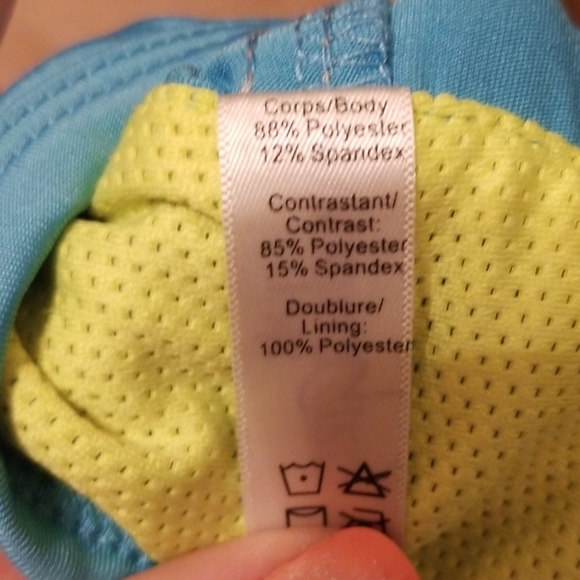 Corps/Body
88% Polyester
12% Spandex
Contrastant/
Contrast:
85% Polyester
15% Spandex
Doublure/
Lining:
100% Polyester